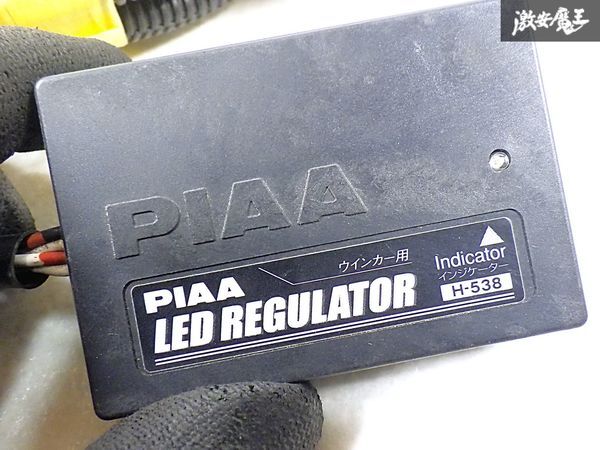 激安魔王
PIAA
ウインカー用
Indicator
インジケーター
PIAA
LED REGULATOR
H-538